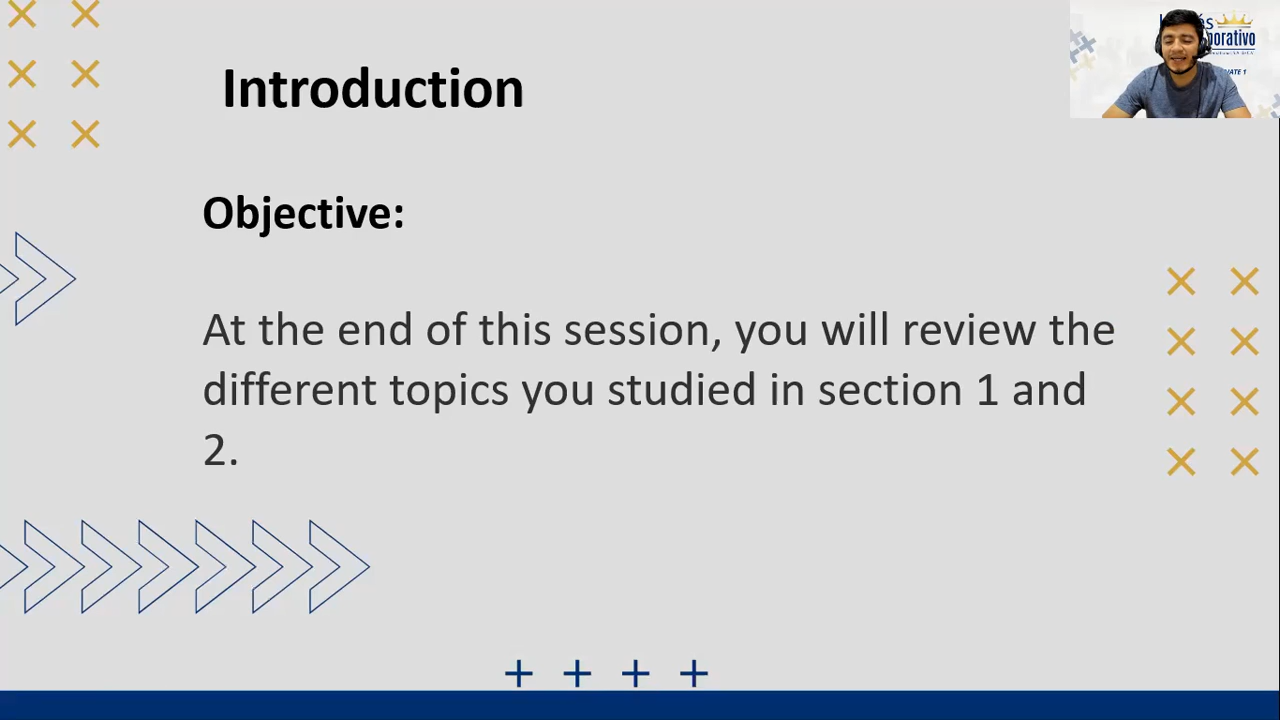 Introduction
Objective:
At the end of this session, you will review the
different topics you studied in section 1 and
2.